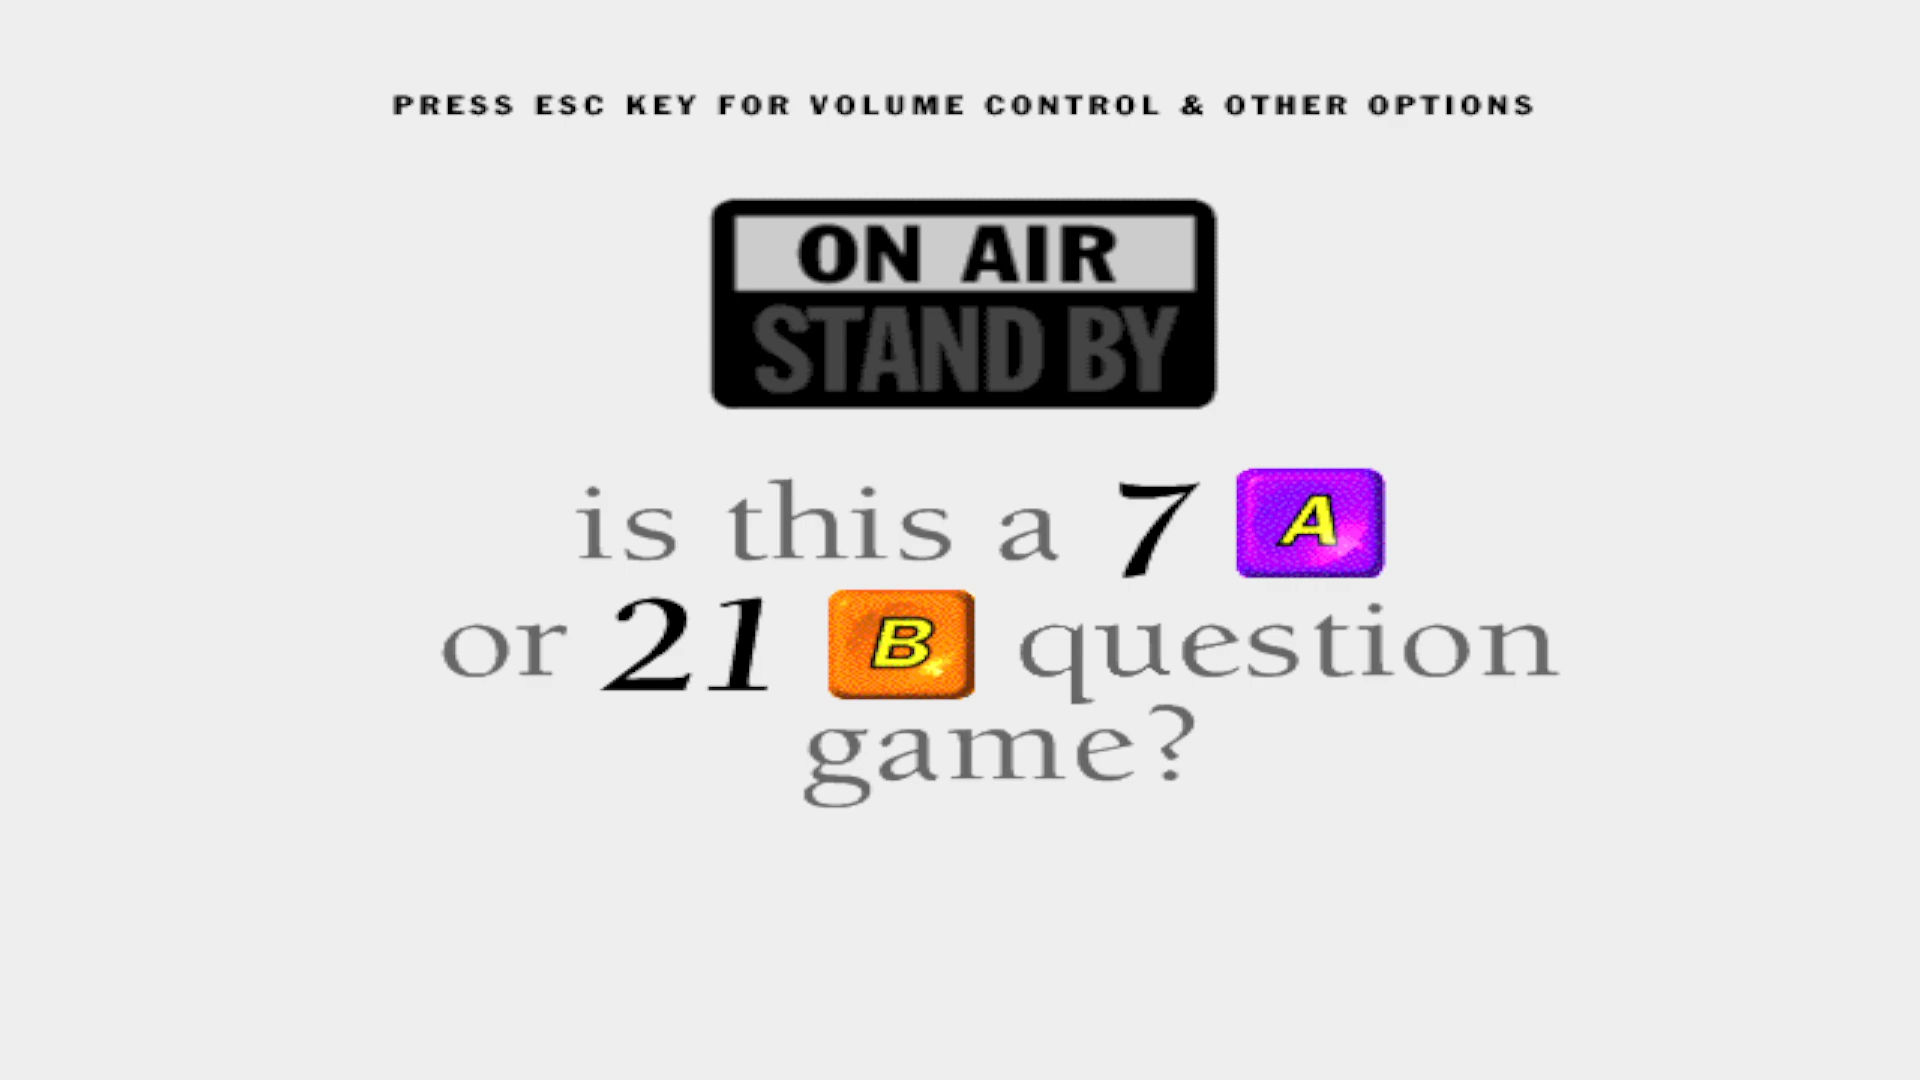 PRESS ESC KEY FOR VOLUME CONTROL & OTHER OPTIONS
ON AIR
STAND BY
is this a 7 A
or 21 B question
game?